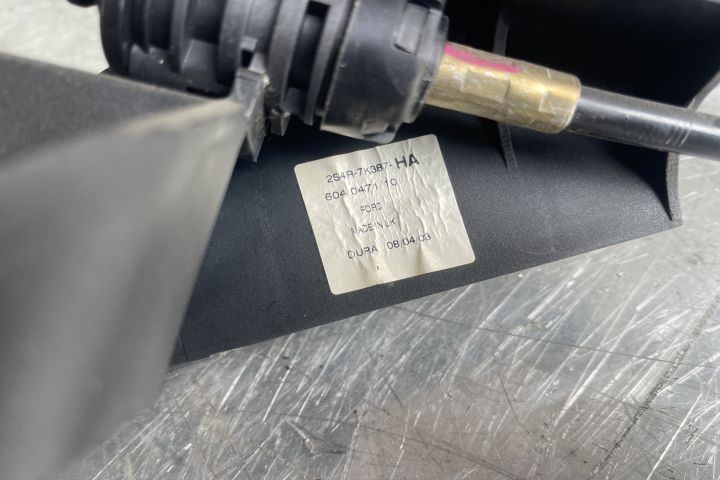 2S4R-7K387-HA
604 0471 10
FORD
MADE IN UK
DURA 08/04/03